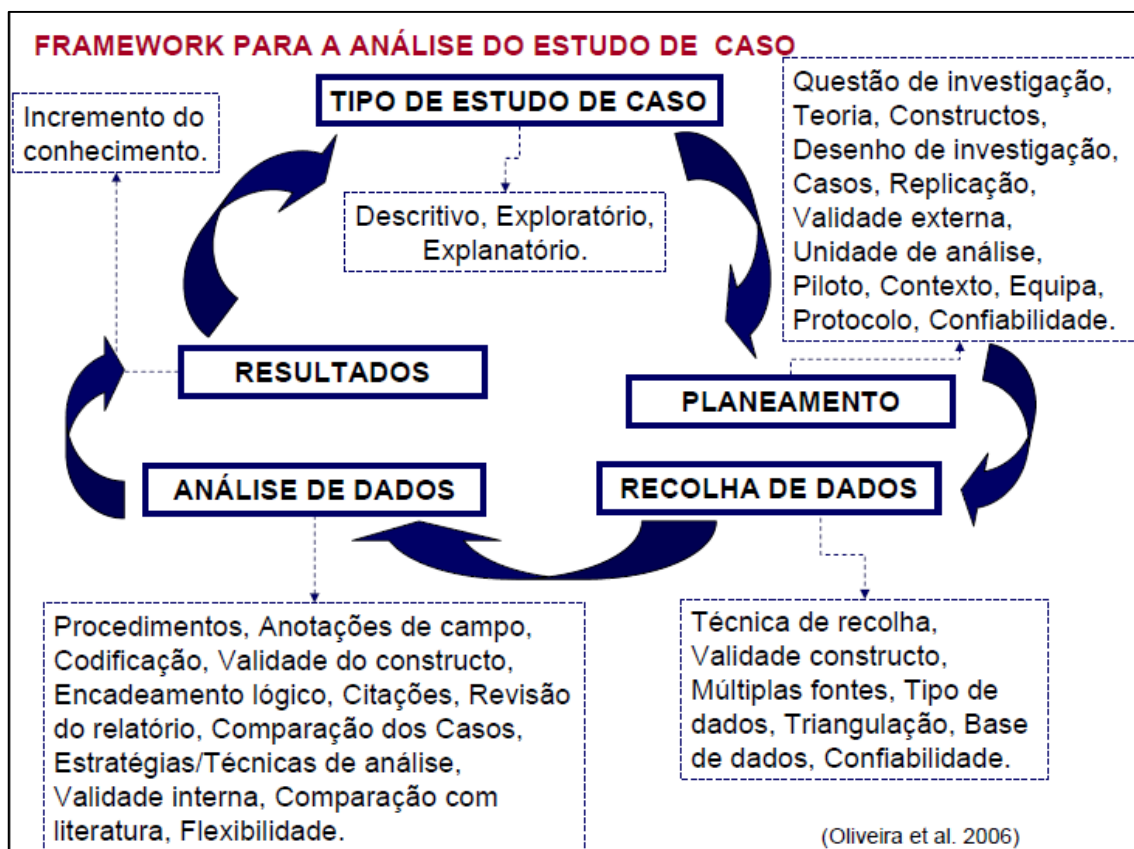 FRAMEWORK PARA A ANÁLISE DO ESTUDO DE CASO
TIPO DE ESTUDO DE CASO
Descritivo, Exploratório,
Explanatório.
Questão de investigação,
Teoria, Constructos,
Desenho de investigação,
Casos, Replicação,
Validade externa,
Unidade de análise,
Piloto, Contexto, Equipa,
Protocolo, Confiabilidade.
Incremento do
conhecimento.
RESULTADOS
PLANEAMENTO
ANÁLISE DE DADOS
RECOLHA DE DADOS
Procedimentos, Anotações de campo,
Codificação, Validade do constructo,
Encadeamento lógico, Citações, Revisão
do relatório, Comparação dos Casos,
Estratégias/Técnicas de análise,
Validade interna, Comparação com
literatura, Flexibilidade.
Técnica de recolha,
Validade constructo,
Múltiplas fontes, Tipo de
dados, Triangulação, Base
de dados, Confiabilidade.
(Oliveira et al. 2006)